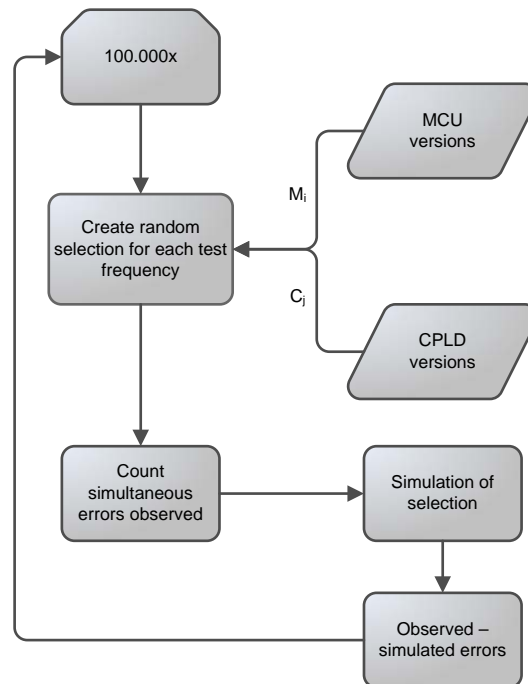 100.000x
MCU
versions
Mi
Create random
selection for each test
frequency
Cj
CPLD
versions
Count
simultaneous
errors observed
Simulation of
selection
Observed –
simulated errors